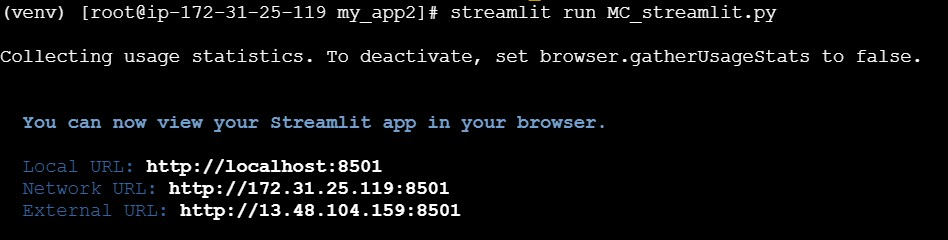 (venv) [root@ip-172-31-25-119 my_app2]# streamlit run MC_streamlit.py
Collecting usage statistics. To deactivate, set browser.gatherUsageStats to false.
You can now view your Streamlit app in your browser.
Local URL: http://localhost:8501
Network URL: http://172.31.25.119:8501
External URL: http://13.48.104.159:8501